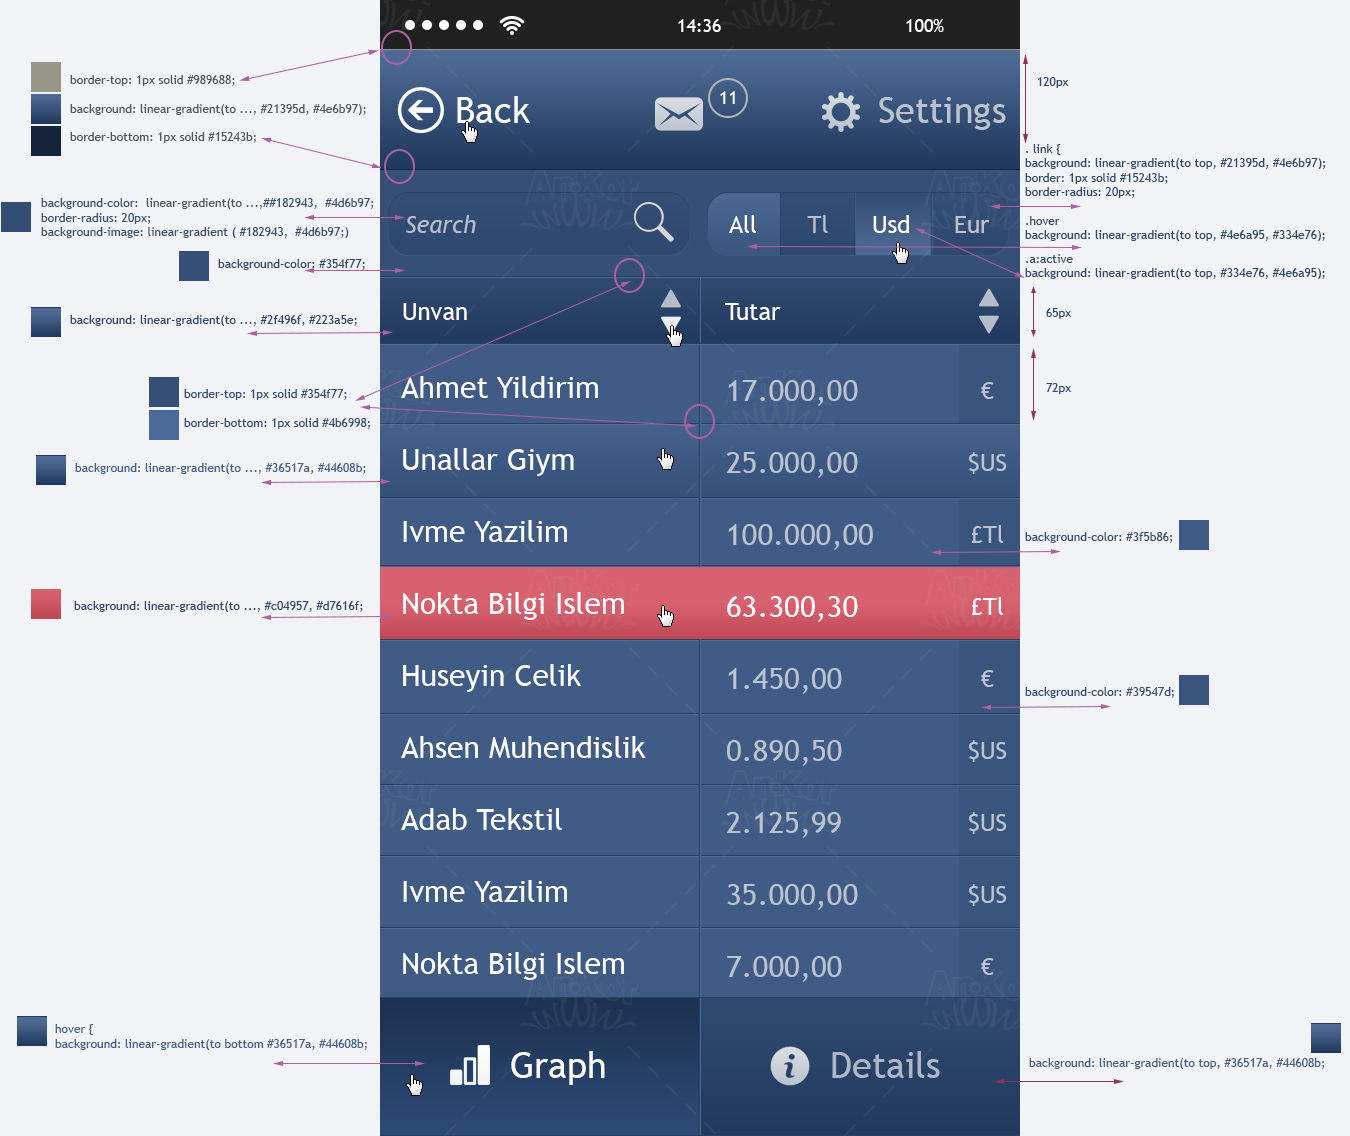 14:36
100%
border-top: 1px solid #989688;
background: linear-gradient(to ..., #21395d, #4e6b97);
border-bottom: 1px solid #15243b;
Back
11
Settings
120px
. link {
background: linear-gradient(to top, #21395d, #4e6b97);
border: 1px solid #15243b;
border-radius: 20px;
background-color: linear-gradient(to ...,##182943, #4d6b97;
border-radius: 20px;
background-image: linear-gradient ( #182943, #4d6b97;)
Search
All
Tl
Usd
Eur
.hover
background: linear-gradient(to top, #4e6a95, #334e76);
.a:active
background: linear-gradient(to top, #334e76, #4e6a95);
background-color: #354f77;
background: linear-gradient(to ..., #2f496f, #223a5e;
Unvan
Tutar
65px
border-top: 1px solid #354f77;
border-bottom: 1px solid #4b6998;
Ahmet Yildirim
17.000,00
€
72px
background: linear-gradient(to ..., #36517a, #44608b;
Unallar Giym
25.000,00
$US
Ivme Yazilim
100.000,00
£Tl
background-color: #3f5b86;
background: linear-gradient(to ..., #c04957, #d7616f;
Nokta Bilgi Islem
63.300,30
£Tl
Huseyin Celik
1.450,00
€
background-color: #39547d;
Ahsen Muhendislik
0.890,50
$US
Adab Tekstil
2.125,99
$US
Ivme Yazilim
35.000,00
$US
Nokta Bilgi Islem
7.000,00
€
hover {
background: linear-gradient(to bottom #36517a, #44608b;
Graph
Details
background: linear-gradient(to top, #36517a, #44608b;